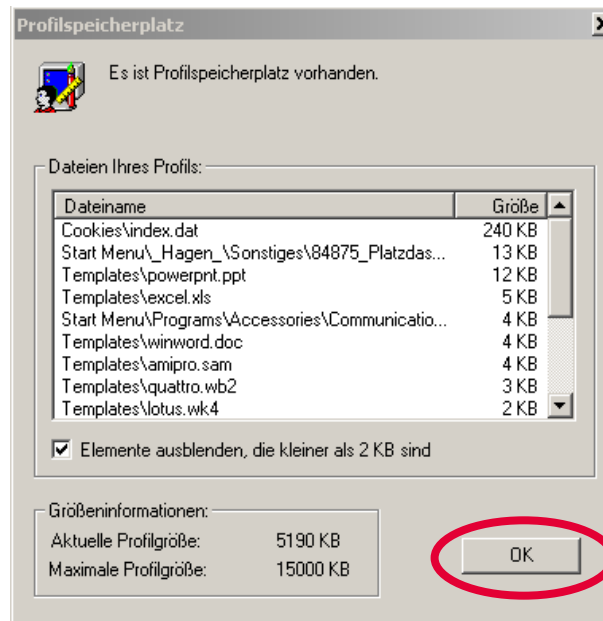 Profilspeicherplatz
Es ist Profilspeicherplatz vorhanden.
Dateien Ihres Profils:
Dateiname Größe
Cookies\index.dat 240 KB
Start Menu\_Hagen_\Sonstiges\84875_Platzdas... 13 KB
Templates\powerpnt.ppt 12 KB
Templates\excel.xls 5 KB
Start Menu\Programs\Accessories\Communicatio... 4 KB
Templates\winword.doc 4 KB
Templates\amipro.sam 4 KB
Templates\quattro.wb2 3 KB
Templates\lotus.wk4 2 KB
Elemente ausblenden, die kleiner als 2 KB sind
Größeninformationen:
Aktuelle Profilgröße: 5190 KB
Maximale Profilgröße: 15000 KB
OK